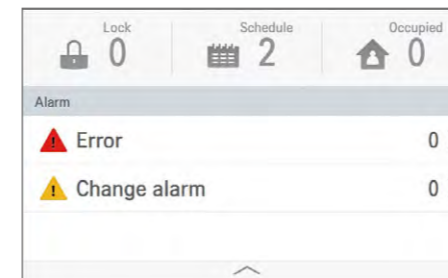 Lock Schedule Occupied
0 2 0
Alarm
Error 0
Change alarm 0